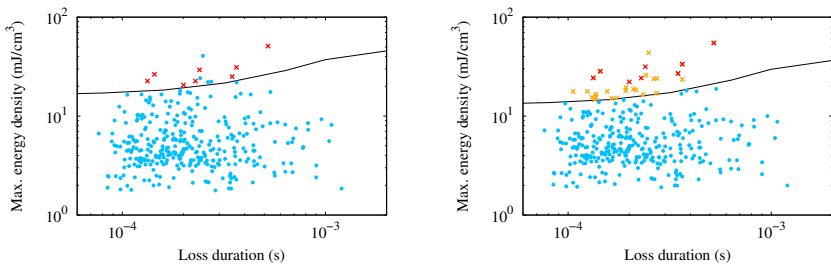 Max. energy density (mJ/cm³)
10²
10¹
10⁰
10⁻⁴
10⁻³
Loss duration (s)
Max. energy density (mJ/cm³)
10²
10¹
10⁰
10⁻⁴
10⁻³
Loss duration (s)